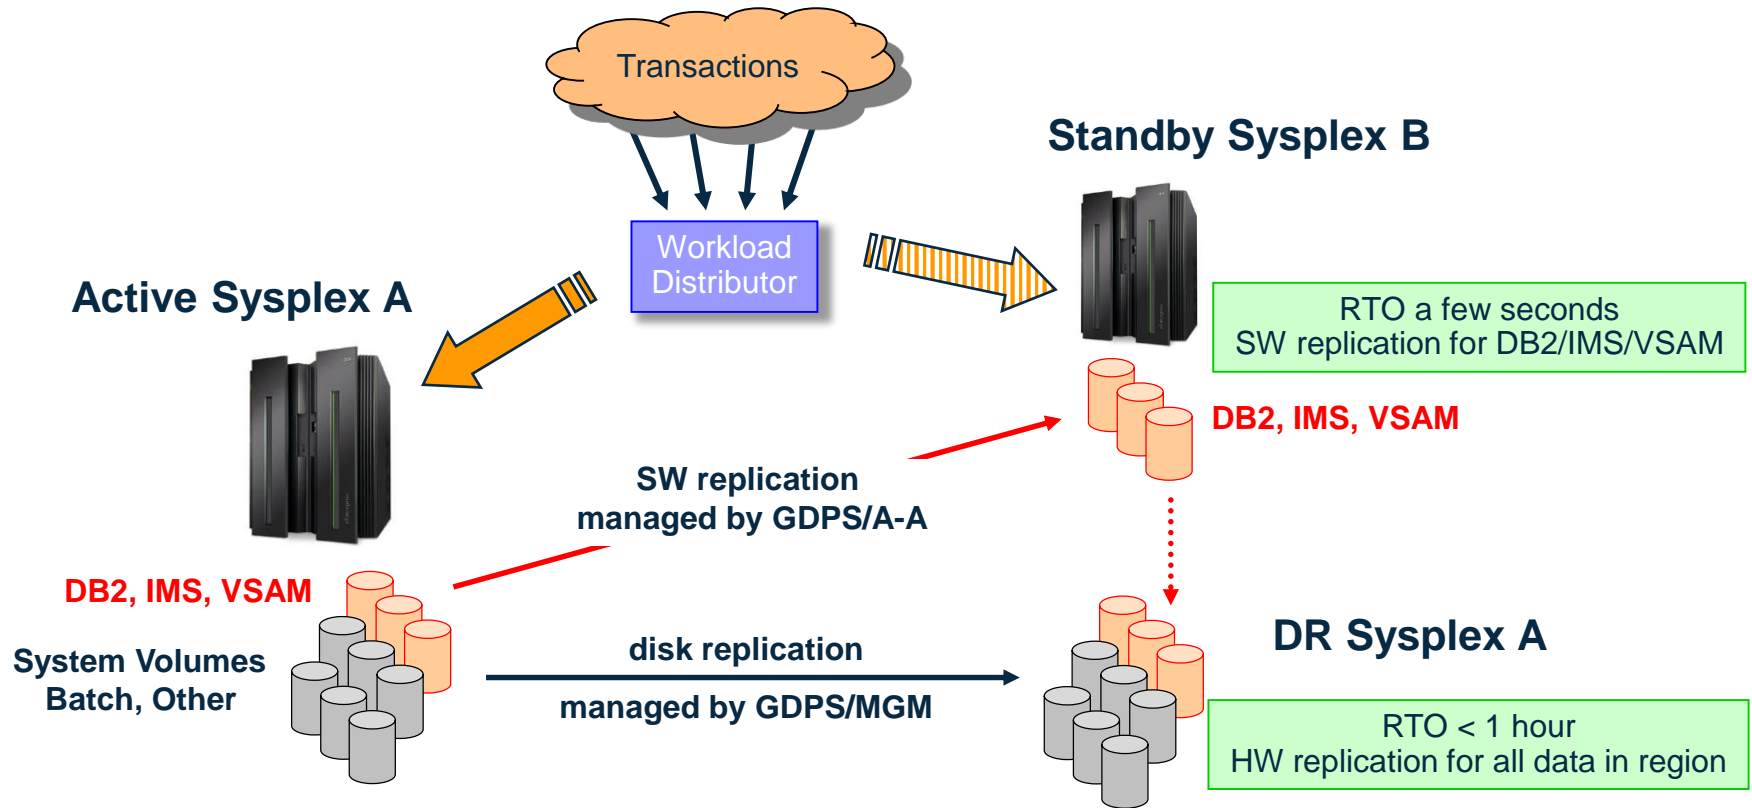 Transactions
Standby Sysplex B
Workload
Distributor
Active Sysplex A
RTO a few seconds
SW replication for DB2/IMS/VSAM
DB2, IMS, VSAM
SW replication
managed by GDPS/A-A
DB2, IMS, VSAM
System Volumes
Batch, Other
disk replication
managed by GDPS/MGM
DR Sysplex A
RTO < 1 hour
HW replication for all data in region